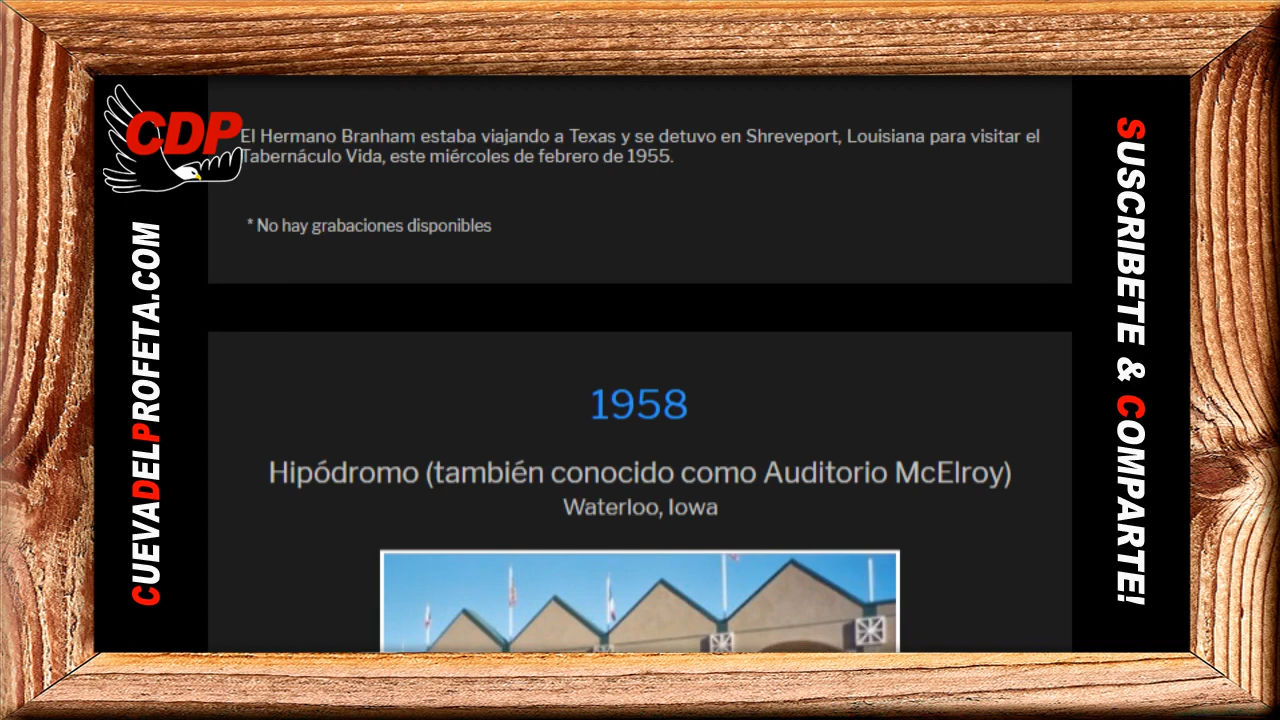 CDP
El Hermano Branham estaba viajando a Texas y se detuvo en Shreveport, Louisiana para visitar el
Tabernáculo Vida, este miércoles de febrero de 1955.
* No hay grabaciones disponibles
1958
Hipódromo (también conocido como Auditorio McElroy)
Waterloo, Iowa
CUEVADELPROFETA.COM
SUSCRIBETE & COMPARTE!